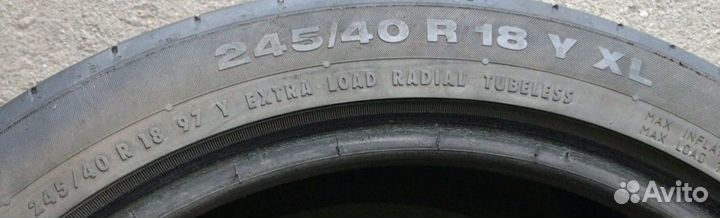 245/40 R 18 Y XL
245/40 R 18 97 Y EXTRA LOAD RADIAL TUBELESS
MAX INFLA
MAX LOAD
Avito